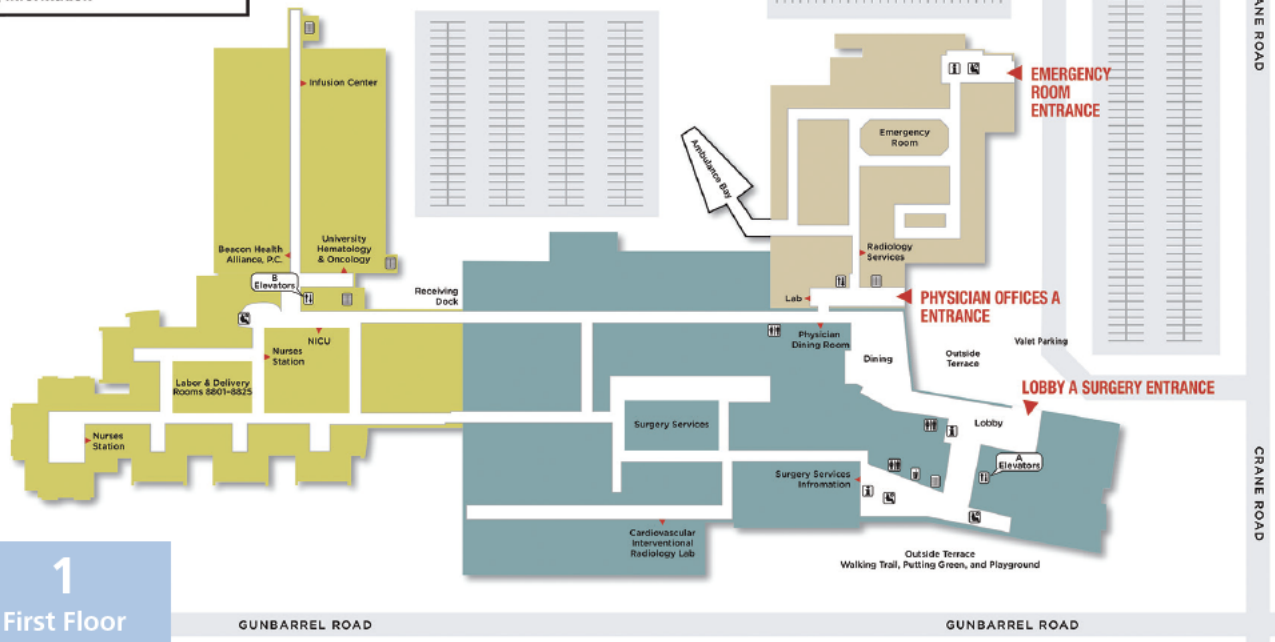 Information
ANE ROAD
Infusion Center
EMERGENCY
ROOM
ENTRANCE
Emergency
Room
Ambulance Bay
Beacon Health
Alliance, P.C.
University
Hematology
& Oncology
Radiology
Services
B
Elevators
Receiving
Dock
Lab
PHYSICIAN OFFICES A
ENTRANCE
NICU
Physician
Dining Room
Valet Parking
Nurses
Station
Dining
Outside
Terrace
Labor & Delivery
Rooms 8801-8825
LOBBY A SURGERY ENTRANCE
Nurses
Station
Surgery Services
Lobby
A
Elevators
Surgery Services
Infromation
CRANE ROAD
Cardiovascular
Interventional
Radiology Lab
Outside Terrace
Walking Trail, Putting Green, and Playground
1
First Floor
GUNBARREL ROAD
GUNBARREL ROAD